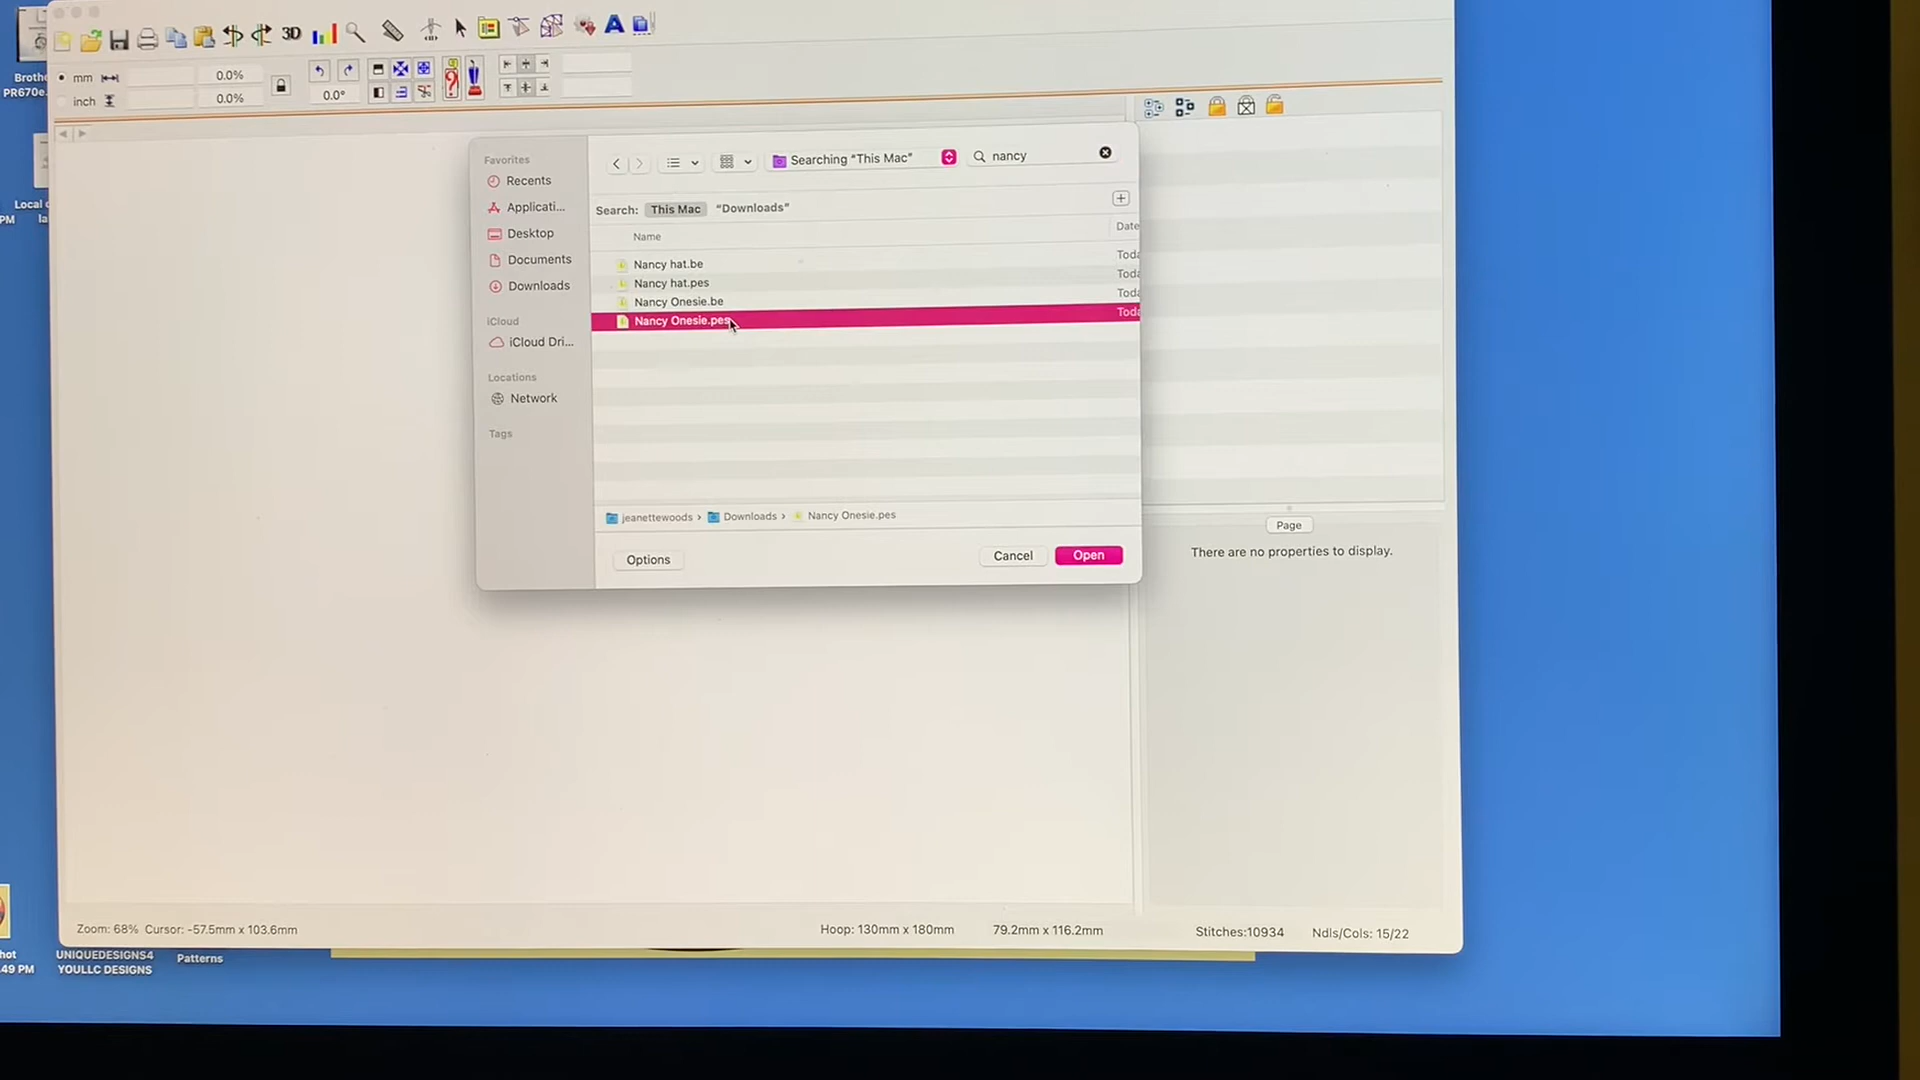 3D
A
mm
0.0%
inch
0.0%
0.0°
Brothe
PR670e.
Local
PM
Favorites
Recents
Applicati...
Desktop
Documents
Downloads
iCloud
iCloud Dri...
Locations
Network
Tags
Searching "This Mac"
nancy
Search: This Mac "Downloads"
Name
Date
Nancy hat.be
Toda
Nancy hat.pes
Toda
Nancy Onesie.be
Toda
Nancy Onesie.pes
Toda
jeanettewoods › Downloads › Nancy Onesie.pes
Options
Cancel
Open
Page
There are no properties to display.
Zoom: 68% Cursor: -57.5mm x 103.6mm
Hoop: 130mm x 180mm
79.2mm x 116.2mm
Stitches:10934
Ndls/Cols: 15/22
hot
:49 PM
UNIQUEDESIGNS4
YOULLC DESIGNS
Patterns